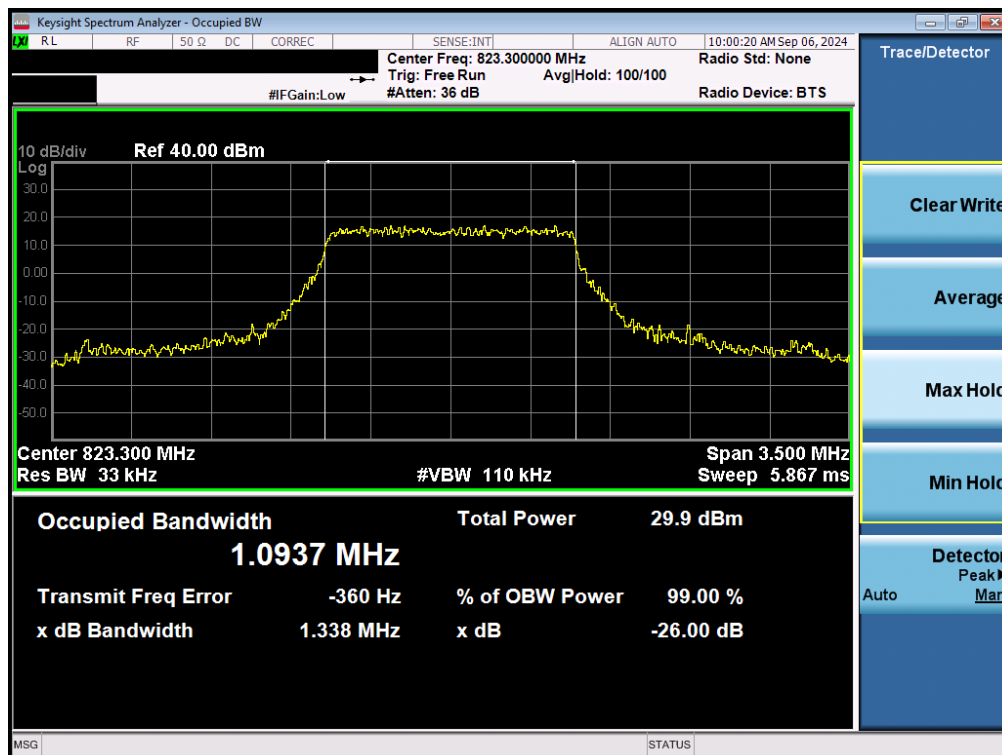 Keysight Spectrum Analyzer - Occupied BW
LXI RL RF 50 Ω DC CORREC SENSE:INT ALIGN AUTO 10:00:20 AM Sep 06, 2024
Center Freq: 823.300000 MHz Radio Std: None
Trig: Free Run Avg|Hold: 100/100
#IFGain:Low #Atten: 36 dB Radio Device: BTS
10 dB/div Ref 40.00 dBm
Log
30.0
20.0
10.0
0.00
-10.0
-20.0
-30.0
-40.0
-50.0
Center 823.300 MHz Span 3.500 MHz
Res BW 33 kHz #VBW 110 kHz Sweep 5.867 ms
Occupied Bandwidth Total Power 29.9 dBm
1.0937 MHz
Transmit Freq Error -360 Hz % of OBW Power 99.00 %
x dB Bandwidth 1.338 MHz x dB -26.00 dB
MSG STATUS
Trace/Detector
Clear Write
Average
Max Hold
Min Hold
Detector
Peak
Auto Man